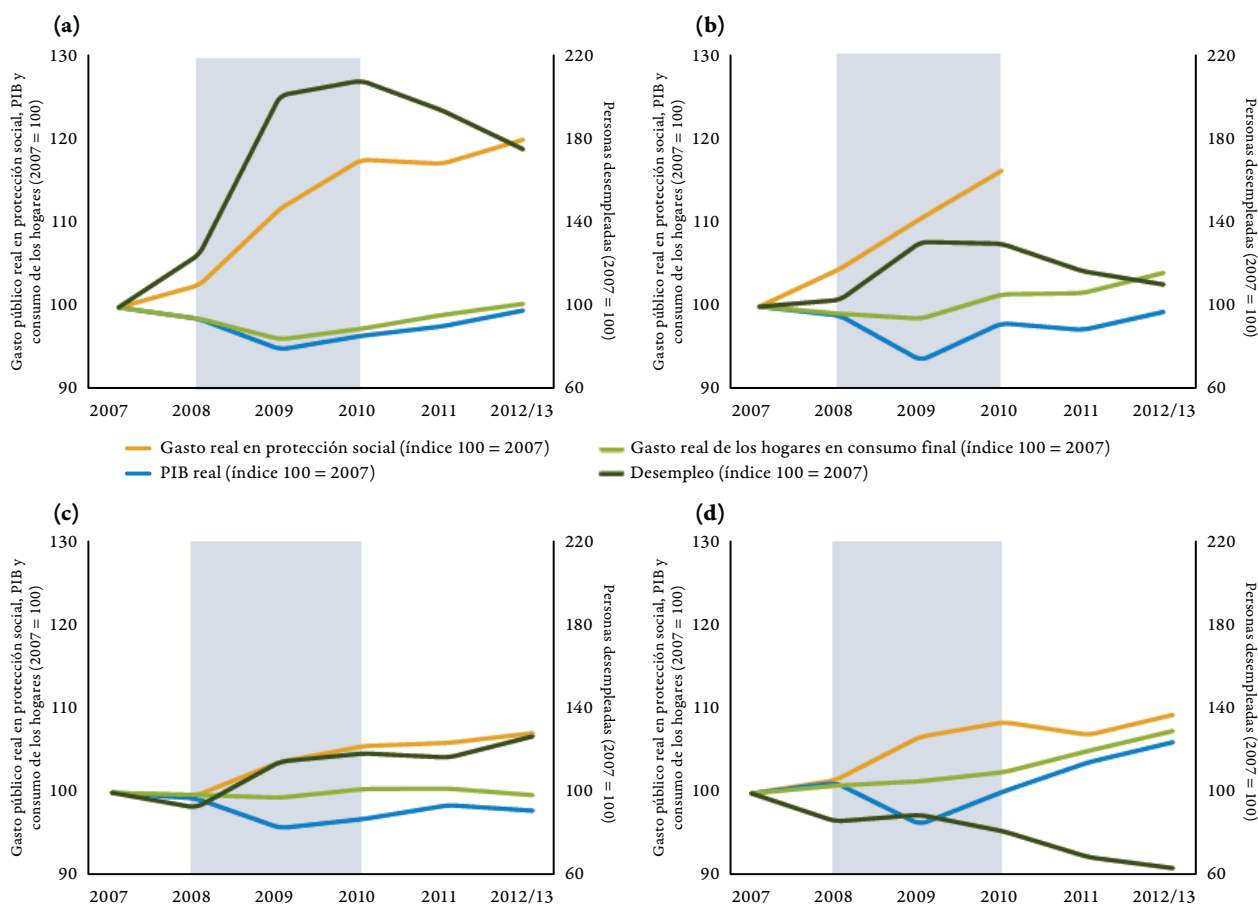 (a)
Gasto público real en protección social, PIB y
consumo de los hogares (2007 = 100)
130
120
110
100
90
220
180
140
100
60
Personas desempleadas (2007 = 100)
2007 2008 2009 2010 2011 2012/13
(b)
Gasto público real en protección social, PIB y
consumo de los hogares (2007 = 100)
130
120
110
100
90
220
180
140
100
60
Personas desempleadas (2007 = 100)
2007 2008 2009 2010 2011 2012/13
Gasto real en protección social (índice 100 = 2007)
Gasto real de los hogares en consumo final (índice 100 = 2007)
PIB real (índice 100 = 2007)
Desempleo (índice 100 = 2007)
(c)
Gasto público real en protección social, PIB y
consumo de los hogares (2007 = 100)
130
120
110
100
90
220
180
140
100
60
Personas desempleadas (2007 = 100)
2007 2008 2009 2010 2011 2012/13
(d)
Gasto público real en protección social, PIB y
consumo de los hogares (2007 = 100)
130
120
110
100
90
220
180
140
100
60
Personas desempleadas (2007 = 100)
2007 2008 2009 2010 2011 2012/13